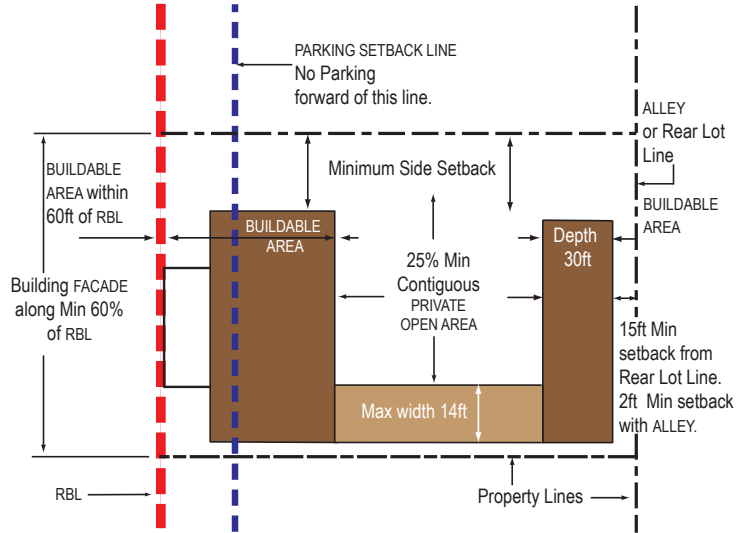 PARKING SETBACK LINE
No Parking
forward of this line.
ALLEY
or Rear Lot
Line
BUILDABLE
AREA within
60ft of RBL
Minimum Side Setback
BUILDABLE
AREA
BUILDABLE
AREA
Depth
30ft
25% Min
Contiguous
PRIVATE
OPEN AREA
Building FACADE
along Min 60%
of RBL
15ft Min
setback from
Rear Lot Line.
2ft  Min setback
with ALLEY.
Max width 14ft
RBL
Property Lines